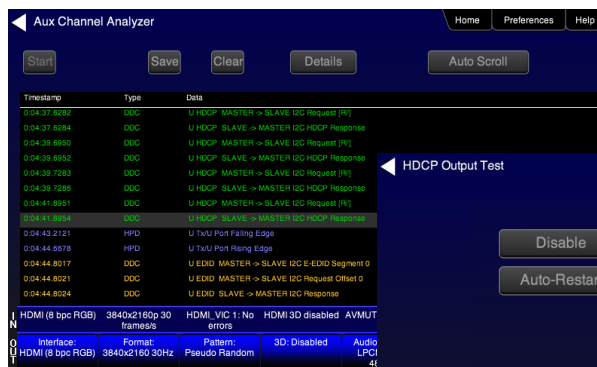 Aux Channel Analyzer
Home Preferences Help
Start Save Clear Details Auto Scroll
Timestamp Type Data
0:04:37.6282 DDC U HDCP MASTER -> SLAVE I2C Request [Ri']
0:04:37.6284 DDC U HDCP SLAVE -> MASTER I2C HDCP Response
0:04:39.6950 DDC U HDCP MASTER -> SLAVE I2C Request [Ri']
0:04:39.6952 DDC U HDCP SLAVE -> MASTER I2C HDCP Response
0:04:39.7283 DDC U HDCP MASTER -> SLAVE I2C Request [Ri']
0:04:39.7286 DDC U HDCP SLAVE -> MASTER I2C HDCP Response
0:04:41.8951 DDC U HDCP MASTER -> SLAVE I2C Request [Ri']
0:04:41.8954 DDC U HDCP SLAVE -> MASTER I2C HDCP Response
0:04:43.2121 HPD U Tx/U Port Falling Edge
0:04:44.6678 HPD U Tx/U Port Rising Edge
0:04:44.8017 DDC U EDID MASTER -> SLAVE I2C E-EDID Segment 0
0:04:44.8021 DDC U EDID MASTER -> SLAVE I2C Request Offset 0
0:04:44.8024 DDC U EDID SLAVE -> MASTER I2C Response
HDCP Output Test
Disable
Auto-Restar
IN
HDMI (8 bpc RGB) 3840x2160p 30 HDMI_VIC 1: No HDMI 3D disabled AVMUT
frames/s errors
OUT
Interface: Format: Pattern: 3D: Disabled Audio
HDMI (8 bpc RGB) 3840x2160 30Hz Pseudo Random LPCM
48